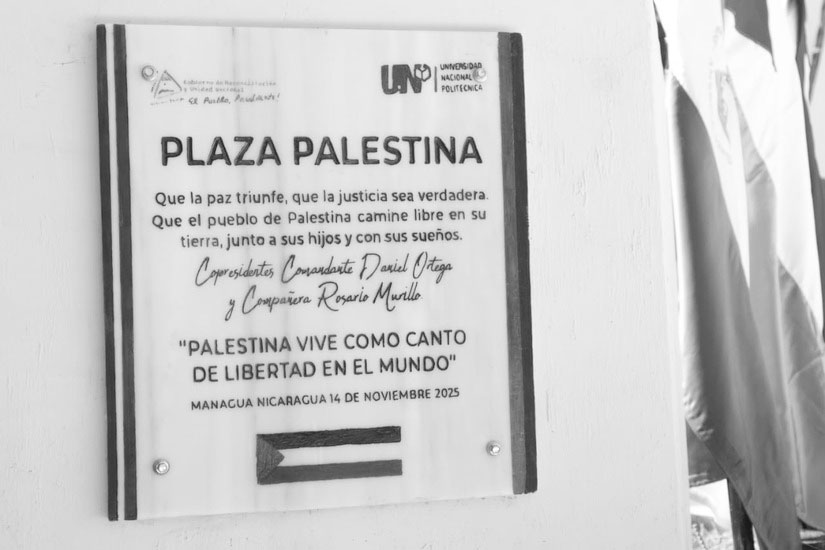 Gobierno de Reconciliación
y Unidad Nacional
El Pueblo, Presidente!
UNP
UNIVERSIDAD
NACIONAL
POLITECNICA
PLAZA PALESTINA
Que la paz triunfe, que la justicia sea verdadera.
Que el pueblo de Palestina camine libre en su
tierra, junto a sus hijos y con sus sueños.
Copresidentes Comandante Daniel Ortega
y Compañera Rosario Murillo
"PALESTINA VIVE COMO CANTO
DE LIBERTAD EN EL MUNDO"
MANAGUA NICARAGUA 14 DE NOVIEMBRE 2025